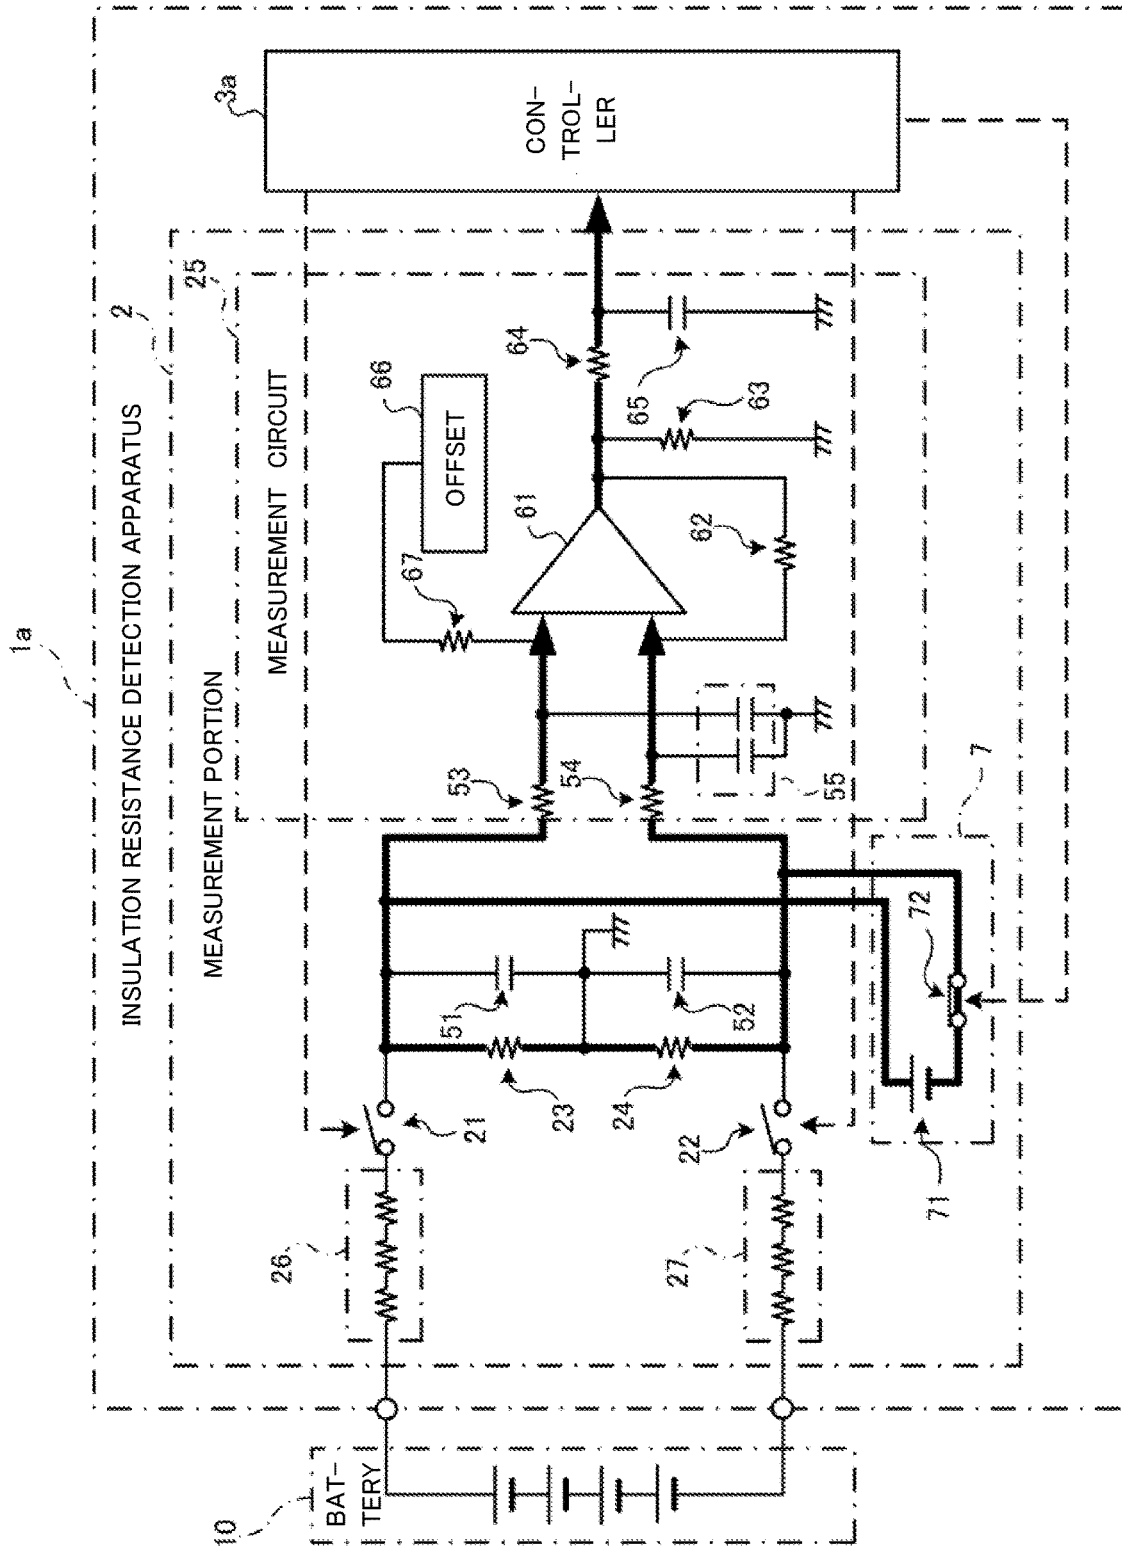 1a
INSULATION RESISTANCE DETECTION APPARATUS
2
MEASUREMENT PORTION
25
MEASUREMENT CIRCUIT
3a
CON-
TROL-
LER
10
BAT-
TERY
26
27
21
22
23
24
51
52
53
54
55
67
66
OFFSET
61
62
64
65
63
7
71
72